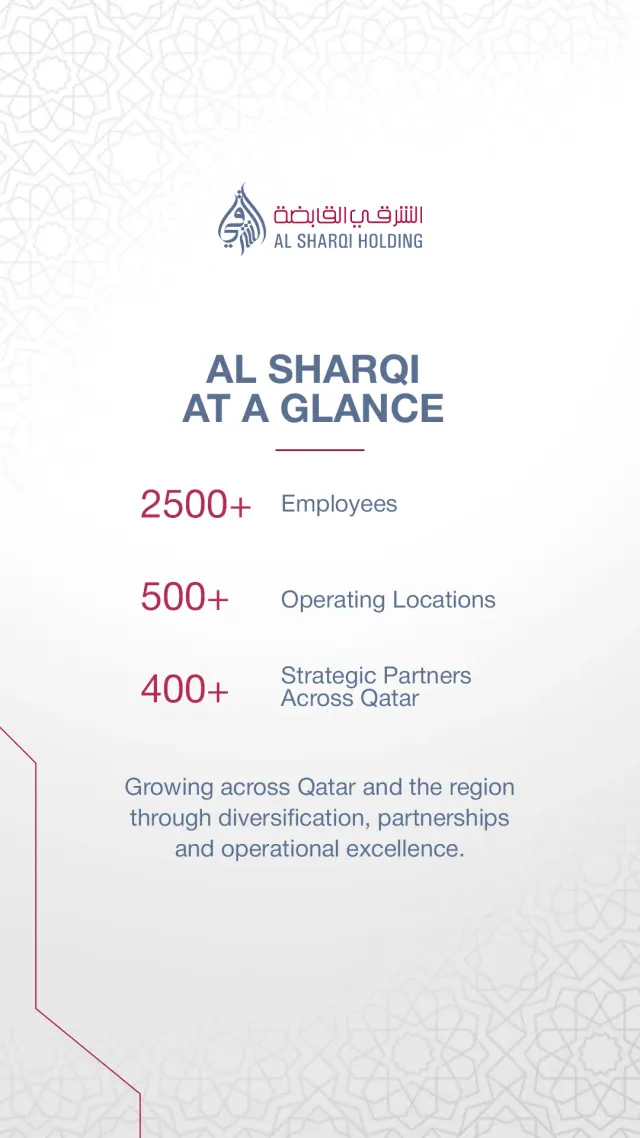 الشرقي القابضة
AL SHARQI HOLDING
AL SHARQI
AT A GLANCE
2500+ Employees
500+ Operating Locations
400+ Strategic Partners
Across Qatar
Growing across Qatar and the region
through diversification, partnerships
and operational excellence.